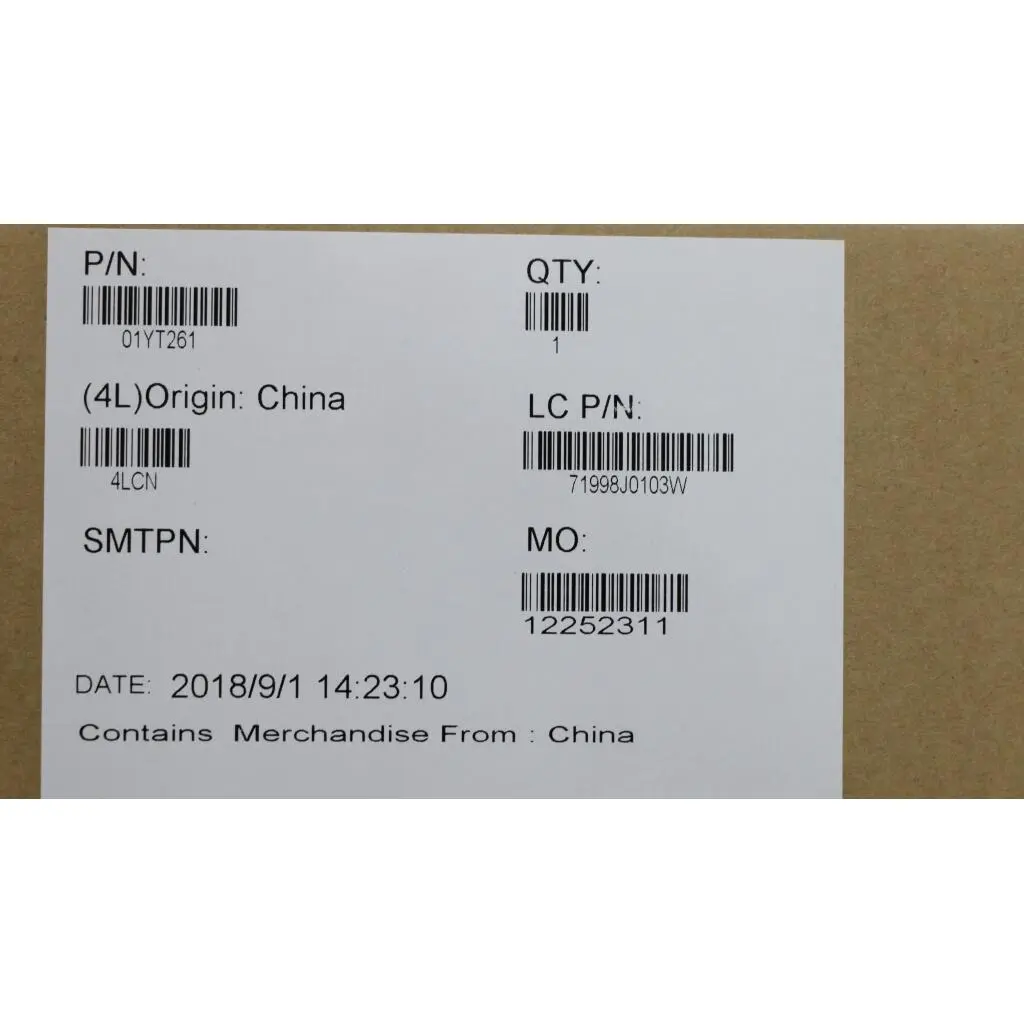 P/N:
01YT261
QTY:
1
(4L)Origin: China
4LCN
LC P/N:
71998J0103W
SMTPN:
MO:
12252311
DATE: 2018/9/1 14:23:10
Contains Merchandise From : China